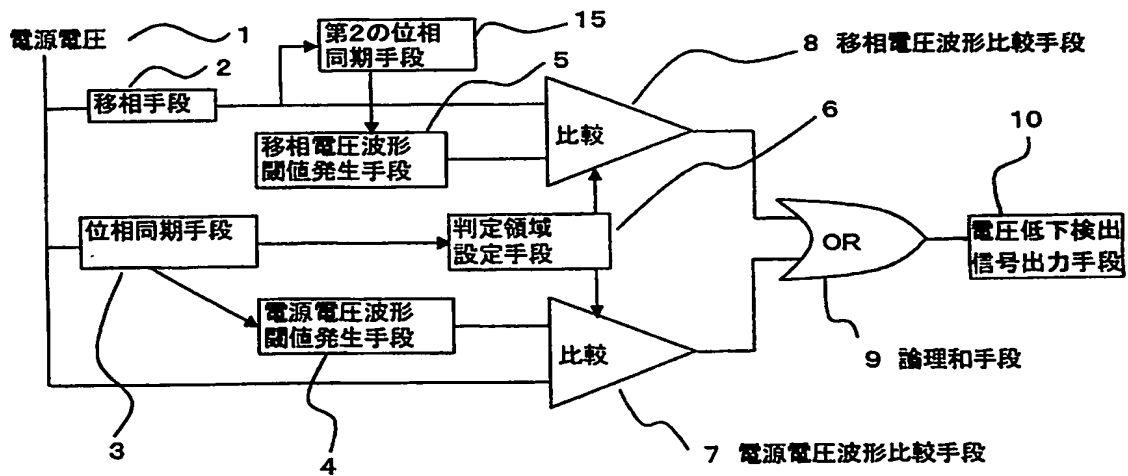 電源電圧
1
2
移相手段
第2の位相
同期手段
15
5
移相電圧波形
閾値発生手段
8 移相電圧波形比較手段
比較
6
10
位相同期手段
判定領域
設定手段
OR
電圧低下検出
信号出力手段
電源電圧波形
閾値発生手段
比較
9 論理和手段
3
4
7 電源電圧波形比較手段